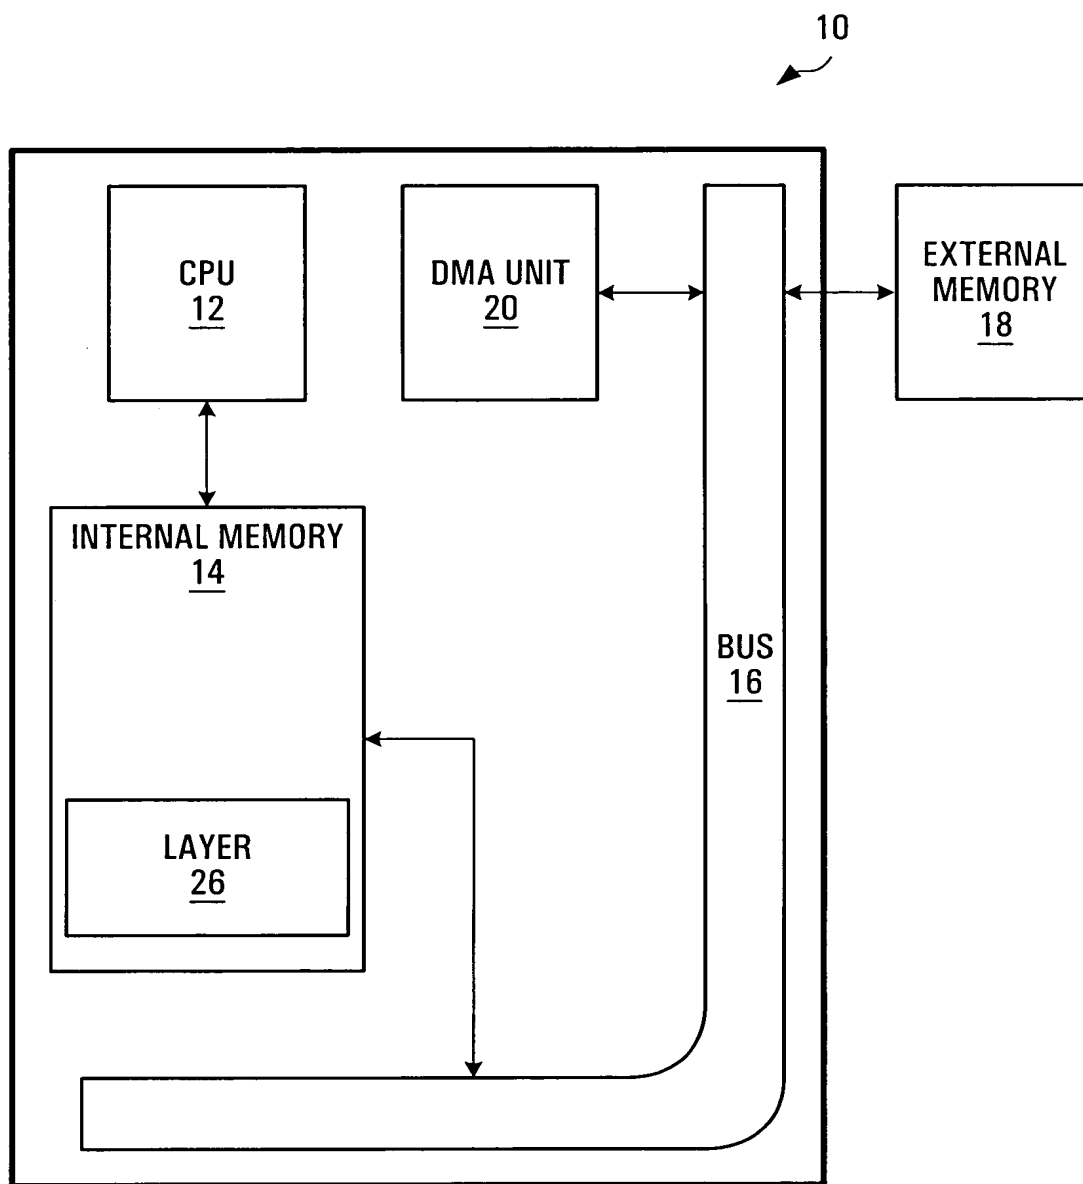 10
CPU
12
DMA UNIT
20
EXTERNAL
MEMORY
18
INTERNAL MEMORY
14
BUS
16
LAYER
26